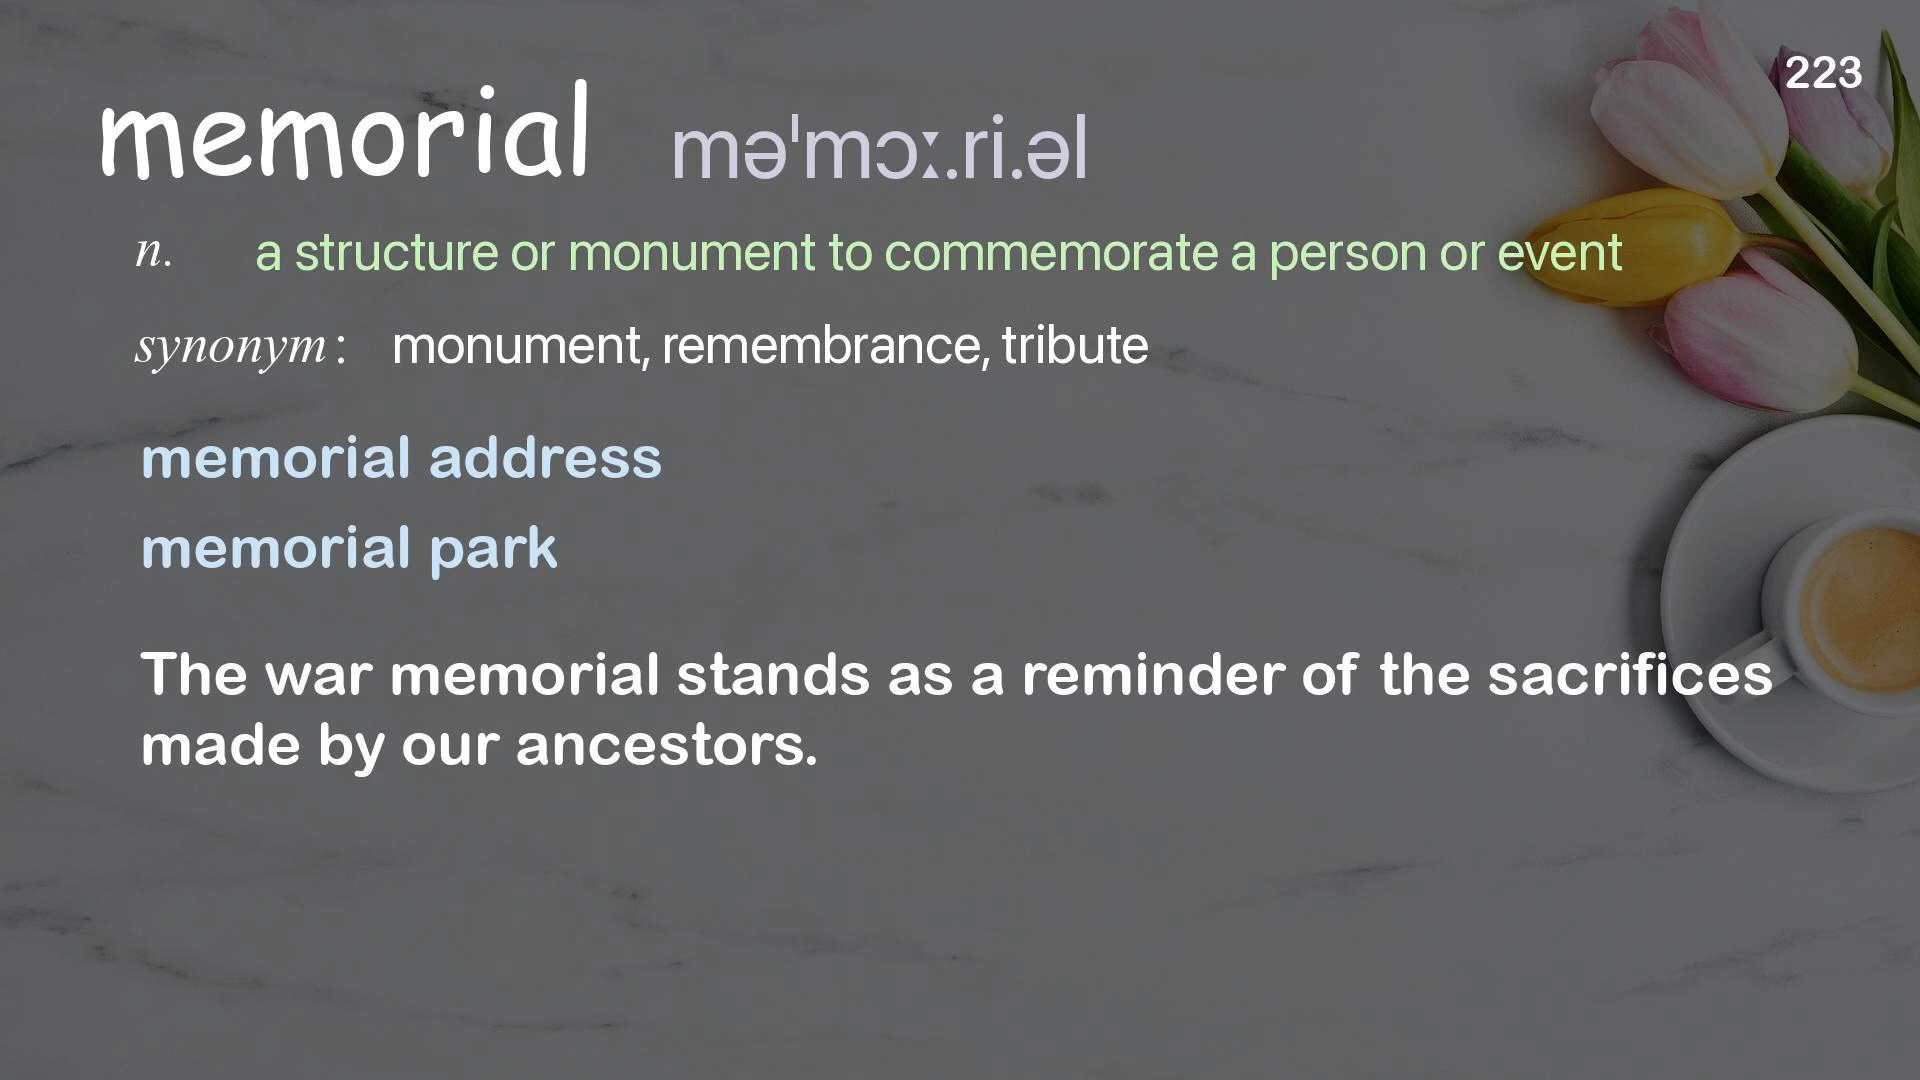 223
memorial məˈmɔː.ri.əl
n. a structure or monument to commemorate a person or event
synonym: monument, remembrance, tribute
memorial address
memorial park
The war memorial stands as a reminder of the sacrifices
made by our ancestors.